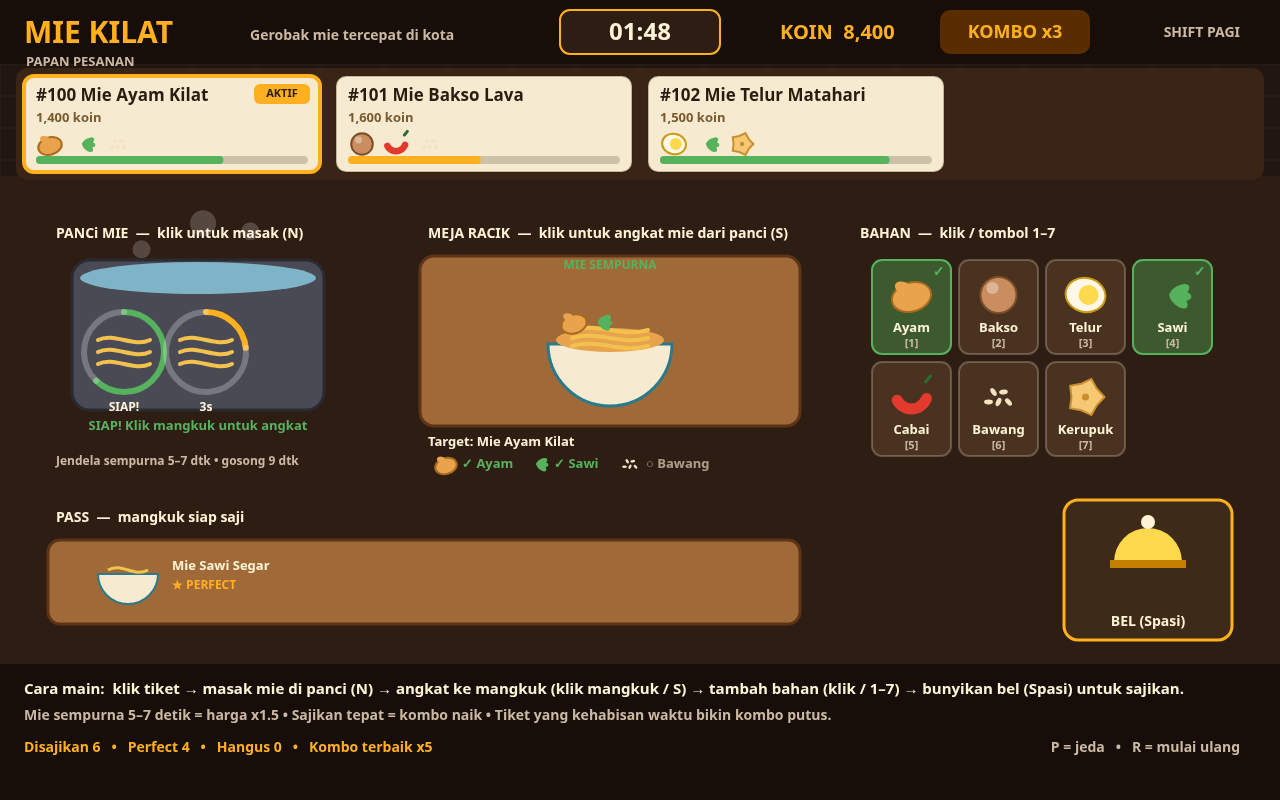 MIE KILAT
Gerobak mie tercepat di kota
01:48
KOIN 8,400
KOMBO x3
SHIFT PAGI
PAPAN PESANAN
#100 Mie Ayam Kilat
AKTIF
1,400 koin
#101 Mie Bakso Lava
1,600 koin
#102 Mie Telur Matahari
1,500 koin
PANCi MIE — klik untuk masak (N)
SIAP!
3s
SIAP! Klik mangkuk untuk angkat
Jendela sempurna 5–7 dtk • gosong 9 dtk
MEJA RACIK — klik untuk angkat mie dari panci (S)
MIE SEMPURNA
Target: Mie Ayam Kilat
✓ Ayam
✓ Sawi
○ Bawang
BAHAN — klik / tombol 1–7
✓
Ayam
[1]
Bakso
[2]
Telur
[3]
✓
Sawi
[4]
Cabai
[5]
Bawang
[6]
Kerupuk
[7]
PASS — mangkuk siap saji
Mie Sawi Segar
★ PERFECT
BEL (Spasi)
Cara main: klik tiket → masak mie di panci (N) → angkat ke mangkuk (klik mangkuk / S) → tambah bahan (klik / 1–7) → bunyikan bel (Spasi) untuk sajikan.
Mie sempurna 5–7 detik = harga x1.5 • Sajikan tepat = kombo naik • Tiket yang kehabisan waktu bikin kombo putus.
Disajikan 6 • Perfect 4 • Hangus 0 • Kombo terbaik x5
P = jeda • R = mulai ulang